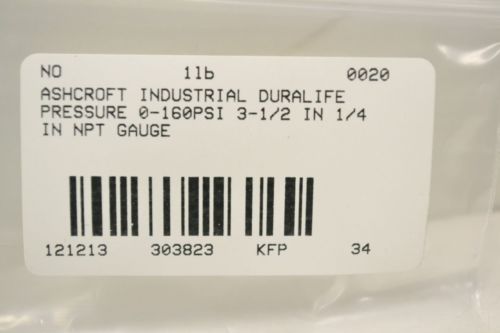 NO 1lb 0020
ASHCROFT INDUSTRIAL DURALIFE
PRESSURE 0-160PSI 3-1/2 IN 1/4
IN NPT GAUGE
121213 303823 KFP 34